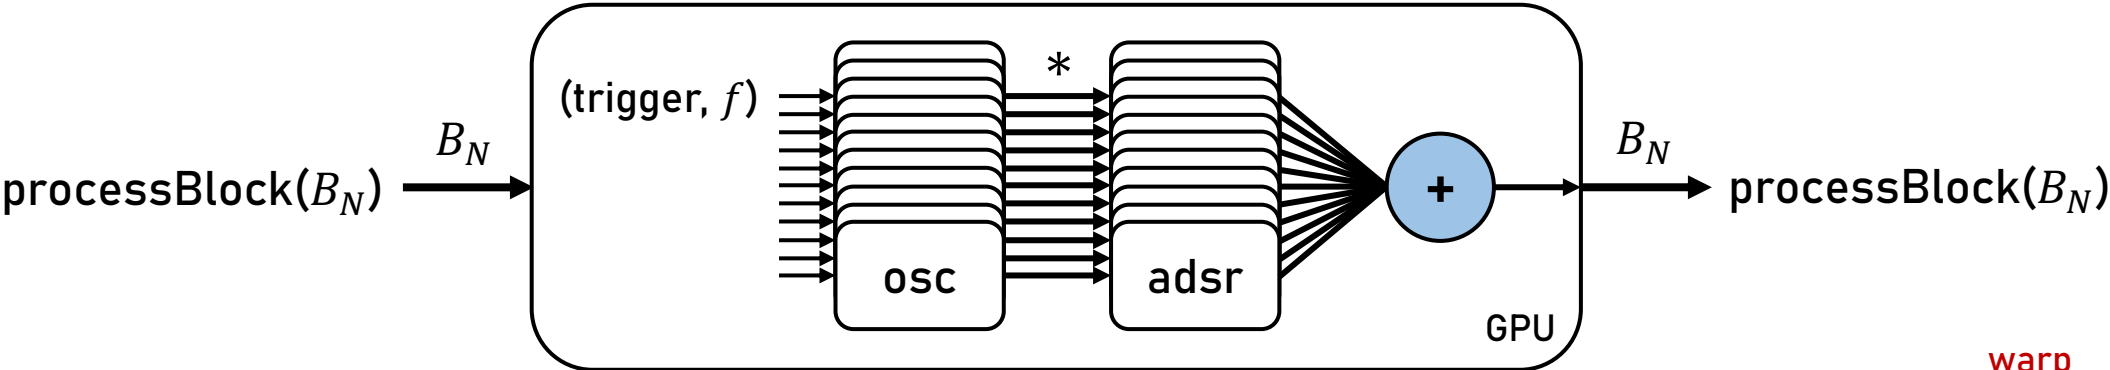 processBlock(B_N)
B_N
(trigger, f)
*
osc
adsr
+
GPU
B_N
processBlock(B_N)
warp